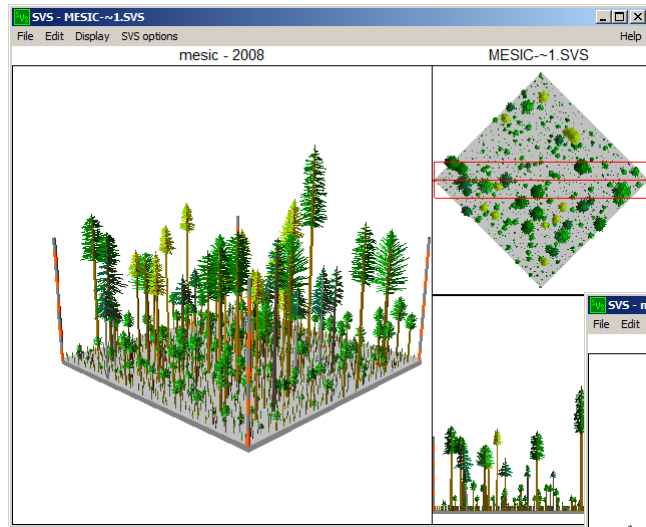 SVS - MESIC-~1.SVS
File Edit Display SVS options Help
mesic - 2008
MESIC-~1.SVS
SVS - m
File Edit